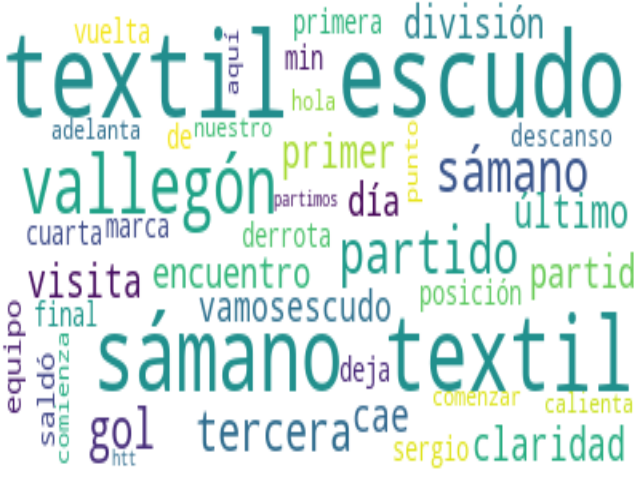 vuelta
aquí
primera
división
textil
min
escudo
hola
adelanta
de
nuestro
primer
punto
descanso
vallegón
partimos
día
sámano
último
cuarta
marca
derrota
partido
visita
encuentro
posición
partid
vamosescudo
equipo
final
saldó
comienza
sámano
deja
textil
comenzar
calienta
gol
htt
tercera
cae
sergio
claridad